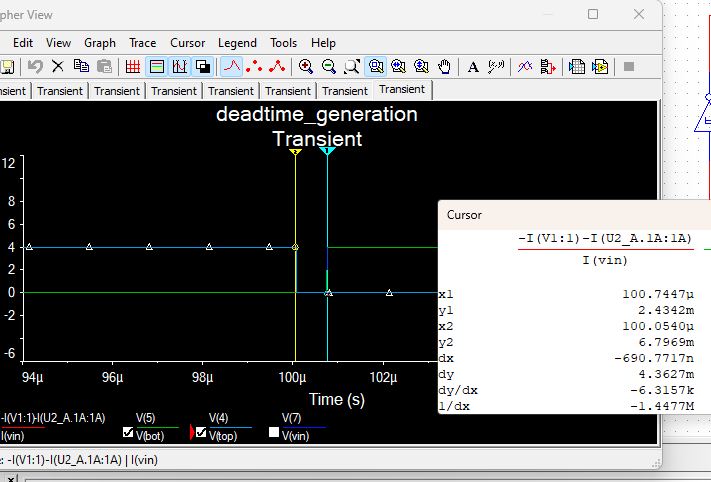 pher View
Edit View Graph Trace Cursor Legend Tools Help
nsient Transient Transient Transient Transient Transient Transient Transient
deadtime_generation
Transient
12
8
6
4
2
0
-2
-6
94µ 96µ 98µ 100µ 102µ
Time (s)
-I(V1:1)-I(U2_A.1A:1A) V(5) V(4) V(7)
I(vin) V(bot) V(top) V(vin)
: -I(V1:1)-I(U2_A.1A:1A) | I(vin)
Cursor
-I(V1:1)-I(U2_A.1A:1A)
I(vin)
x1 100.7447µ
y1 2.4342m
x2 100.0540µ
y2 6.7969m
dx -690.7717n
dy 4.3627m
dy/dx -6.3157k
1/dx -1.4477M